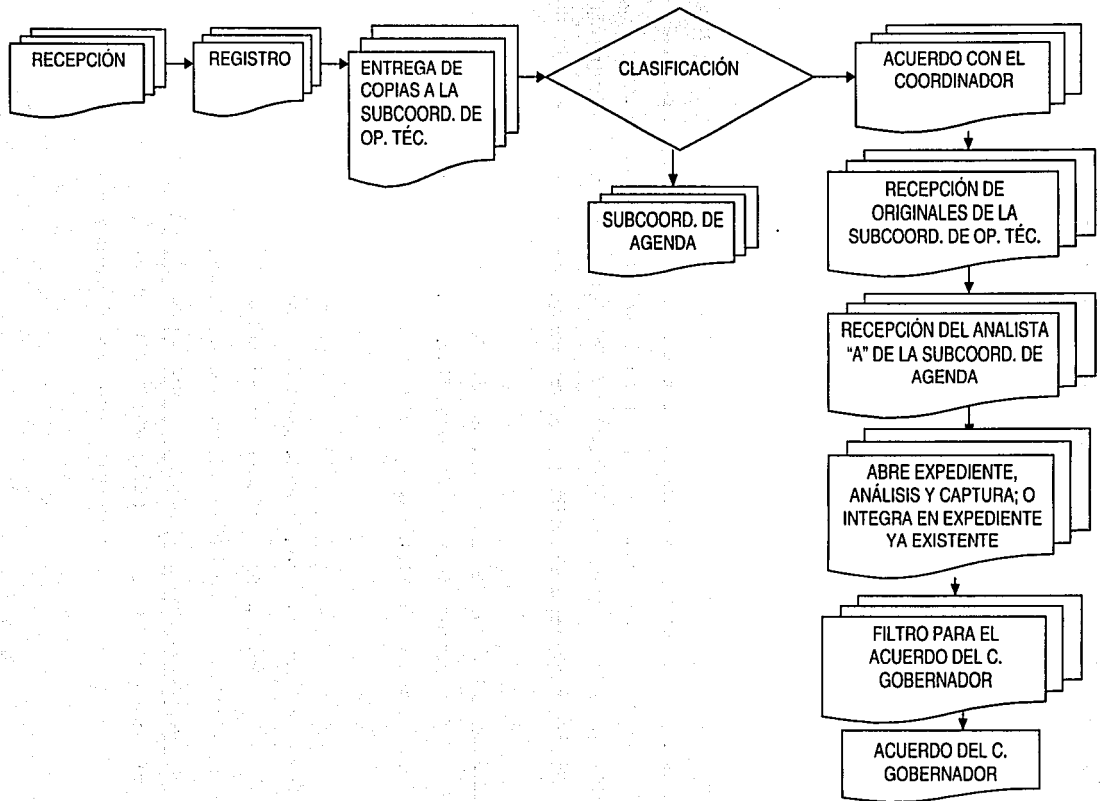 RECEPCIÓN
REGISTRO
ENTREGA DE
COPIAS A LA
SUBCOORD. DE
OP. TÉC.
CLASIFICACIÓN
SUBCOORD. DE
AGENDA
ACUERDO CON EL
COORDINADOR
RECEPCIÓN DE
ORIGINALES DE LA
SUBCOORD. DE OP. TÉC.
RECEPCIÓN DEL ANALISTA
“A” DE LA SUBCOORD. DE
AGENDA
ABRE EXPEDIENTE,
ANÁLISIS Y CAPTURA; O
INTEGRA EN EXPEDIENTE
YA EXISTENTE
FILTRO PARA EL
ACUERDO DEL C.
GOBERNADOR
ACUERDO DEL C.
GOBERNADOR